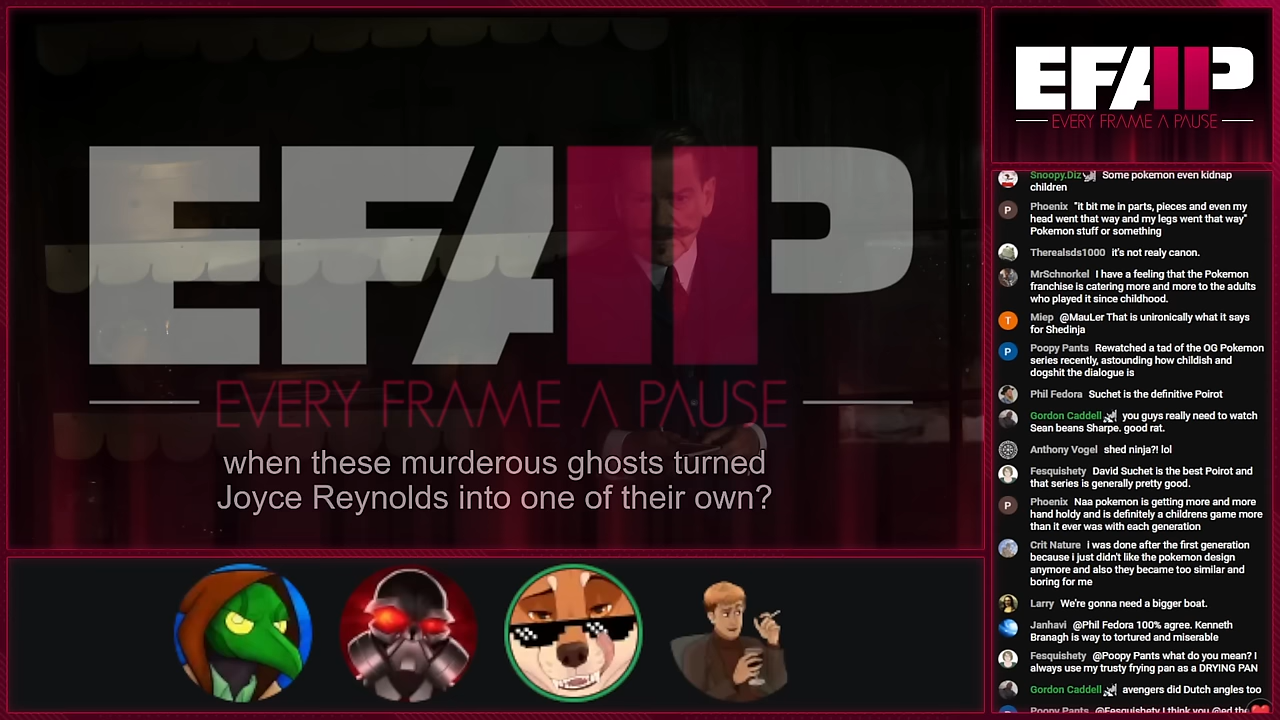 EFAP
EVERY FRAME A PAUSE
when these murderous ghosts turned
Joyce Reynolds into one of their own?
EFAP
EVERY FRAME A PAUSE
Snoopy.Diz Some pokemon even kidnap
children
P
Phoenix "it bit me in parts, pieces and even my
head went that way and my legs went that way"
Pokemon stuff or something
Therealsds1000 it's not realy canon.
MrSchnorkel I have a feeling that the Pokemon
franchise is catering more and more to the adults
who played it since childhood.
T
Miep @MauLer That is unironically what it says
for Shedinja
P
Poopy Pants Rewatched a tad of the OG Pokemon
series recently, astounding how childish and
dogshit the dialogue is
Phil Fedora Suchet is the definitive Poirot
Gordon Caddell you guys really need to watch
Sean beans Sharpe. good rat.
Anthony Vogel shed ninja?! lol
Fesquishety David Suchet is the best Poirot and
that series is generally pretty good.
P
Phoenix Naa pokemon is getting more and more
hand holdy and is definitely a childrens game more
than it ever was with each generation
Crit Nature i was done after the first generation
because i just didn't like the pokemon design
anymore and also they became too similar and
boring for me
Larry We're gonna need a bigger boat.
Janhavi @Phil Fedora 100% agree. Kenneth
Branagh is way to tortured and miserable
Fesquishety @Poopy Pants what do you mean? I
always use my trusty frying pan as a DRYING PAN
Gordon Caddell avengers did Dutch angles too
Poopy Pants @Fesquishety I think you @ed the